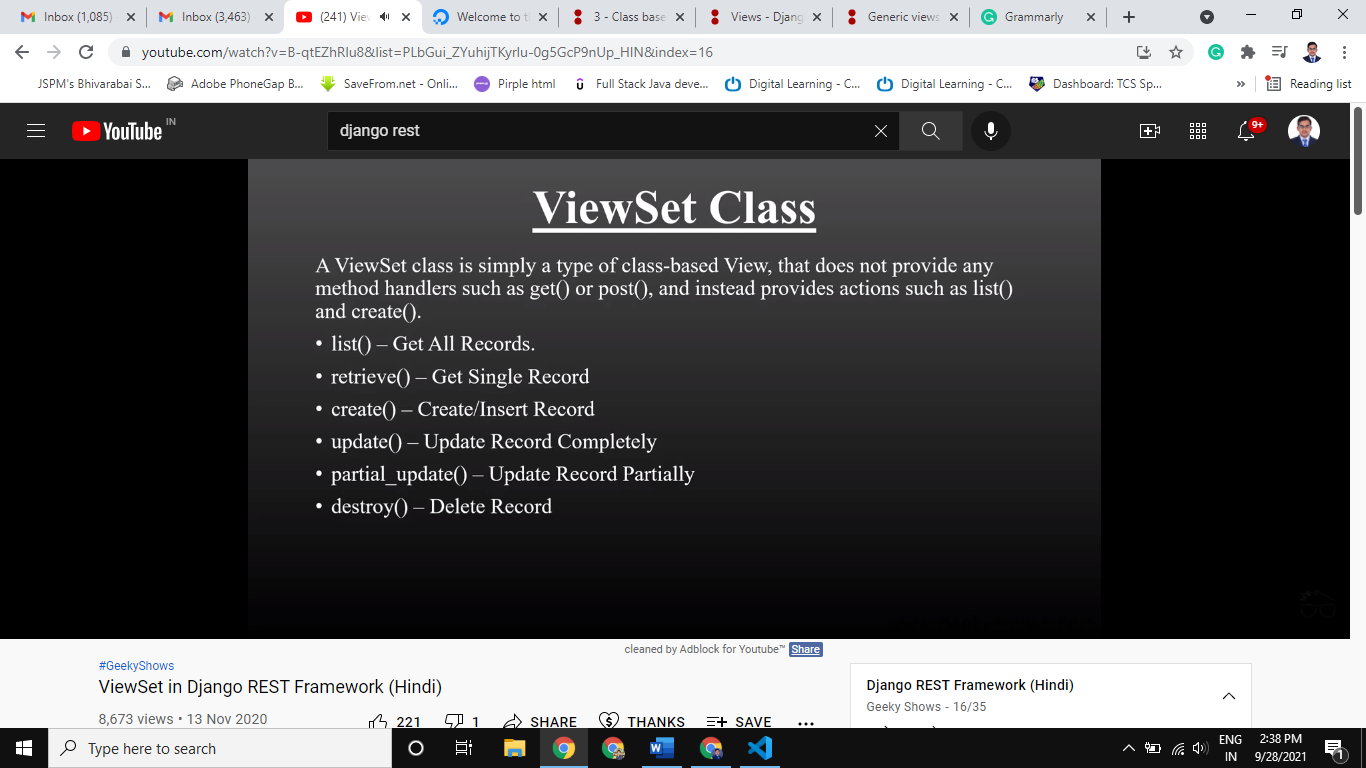 Inbox (1,085)
Inbox (3,463)
(241) Viev
Welcome to t
3 - Class base
Views - Djang
Generic views
Grammarly
youtube.com/watch?v=B-qtEZhRIu8&list=PLbGui_ZYuhijTKyrlu-0g5GcP9nUp_HlN&index=16
JSPM's Bhivarabai S...
Adobe PhoneGap B...
SaveFrom.net - Onli...
Pirple html
Full Stack Java deve...
Digital Learning - C...
Digital Learning - C...
Dashboard: TCS Sp...
»
Reading list
YouTube IN
django rest
9+
ViewSet Class
A ViewSet class is simply a type of class-based View, that does not provide any
method handlers such as get() or post(), and instead provides actions such as list()
and create().
• list() – Get All Records.
• retrieve() – Get Single Record
• create() – Create/Insert Record
• update() – Update Record Completely
• partial_update() – Update Record Partially
• destroy() – Delete Record
cleaned by Adblock for Youtube™ Share
#GeekyShows
ViewSet in Django REST Framework (Hindi)
8,673 views • 13 Nov 2020
221
1
SHARE
THANKS
SAVE
Django REST Framework (Hindi)
Geeky Shows - 16/35
Type here to search
ENG
IN
2:38 PM
9/28/2021
1